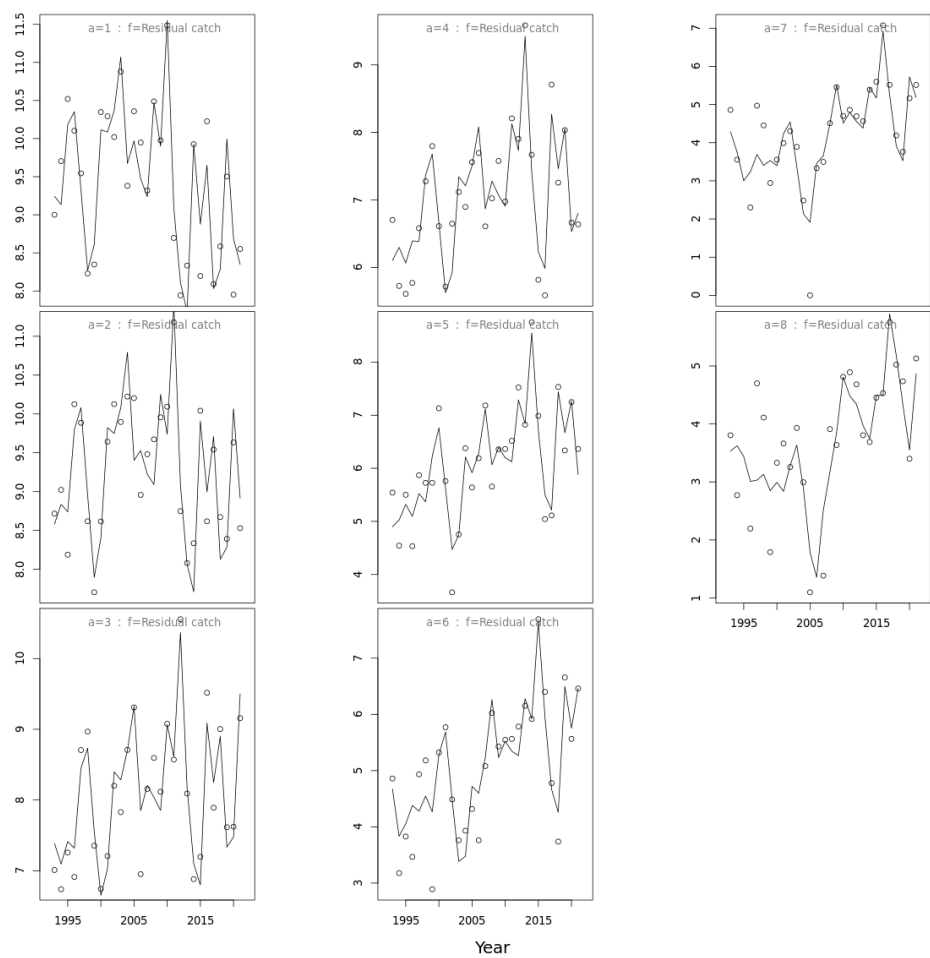 a=1 : f=Residual catch
8.0 8.5 9.0 9.5 10.0 10.5 11.0 11.5
a=2 : f=Residual catch
8.0 8.5 9.0 9.5 10.0 10.5 11.0
a=3 : f=Residual catch
7 8 9 10
1995 2005 2015
a=4 : f=Residual catch
6 7 8 9
a=5 : f=Residual catch
4 5 6 7 8
a=6 : f=Residual catch
3 4 5 6 7
1995 2005 2015
a=7 : f=Residual catch
0 1 2 3 4 5 6 7
a=8 : f=Residual catch
1 2 3 4 5
1995 2005 2015
Year